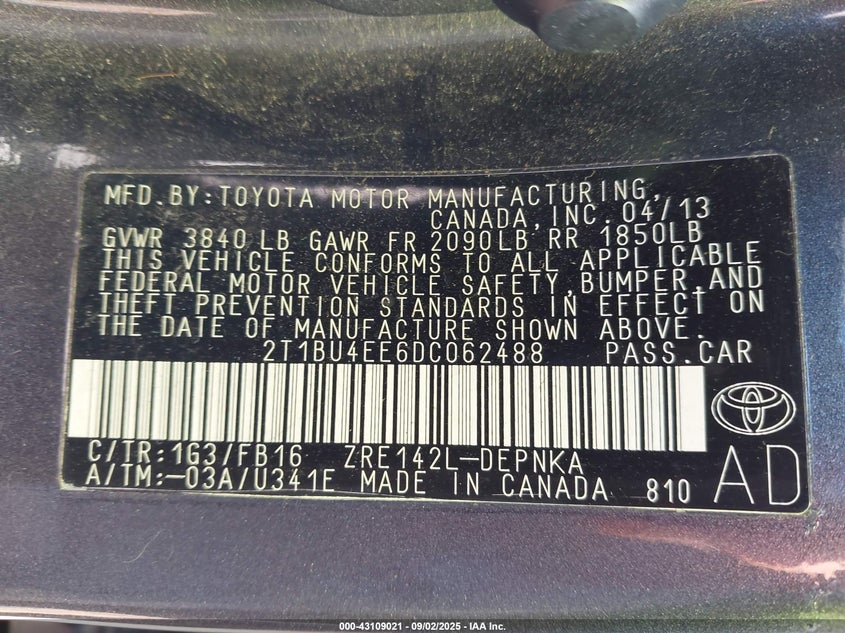 MFD.BY:TOYOTA MOTOR MANUFACTURING,
CANADA,INC.04/13
GVWR 3840LB GAWR FR 2090LB RR 1850LB
THIS VEHICLE CONFORMS TO ALL APPLICABLE
FEDERAL MOTOR VEHICLE SAFETY,BUMPER,AND
THEFT PREVENTION STANDARDS IN EFFECT ON
THE DATE OF MANUFACTURE SHOWN ABOVE.
2T1BU4EE6DC062488 PASS.CAR
C/TR:1G3/FB16 ZRE142L-DEPNKA
A/TM:-03A/U341E MADE IN CANADA 810
AD
000-43109021 - 09/02/2025 - IAA Inc.